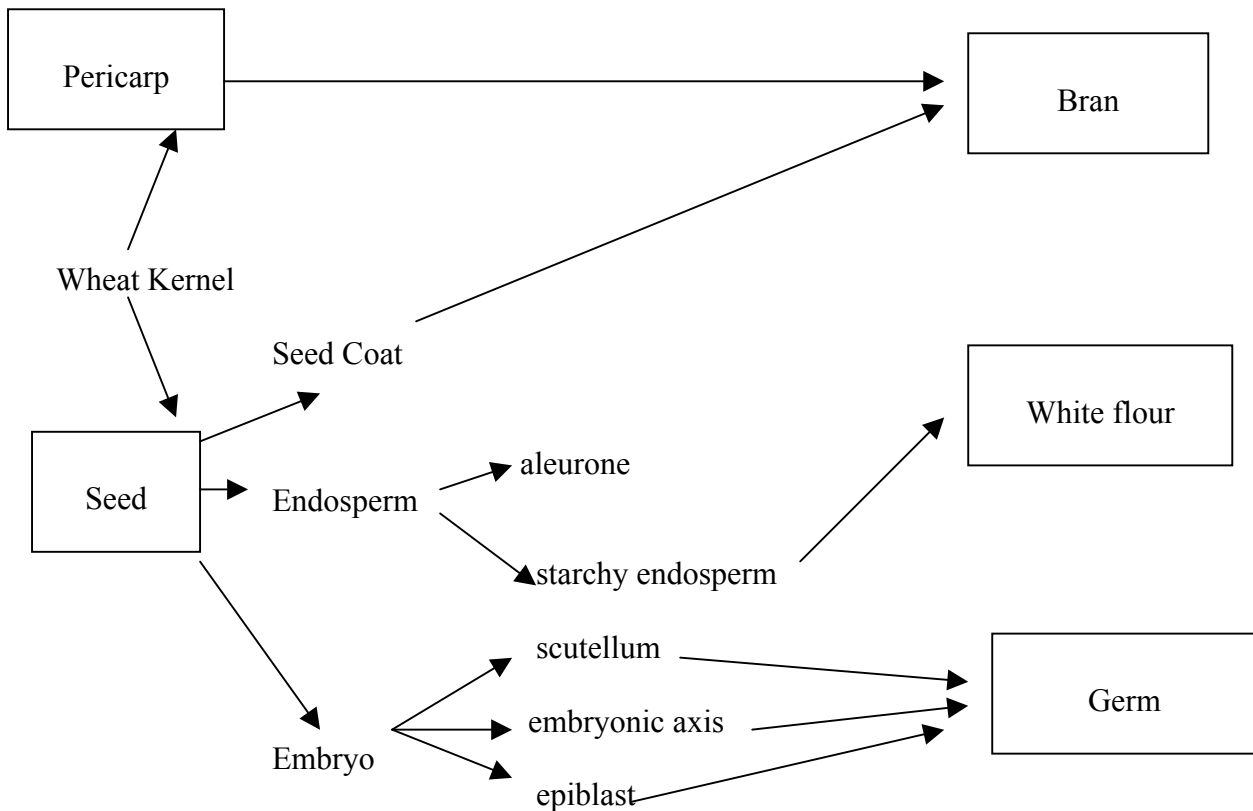 Pericarp
Bran
Wheat Kernel
Seed Coat
White flour
aleurone
Seed
Endosperm
starchy endosperm
scutellum
Germ
embryonic axis
Embryo
epiblast